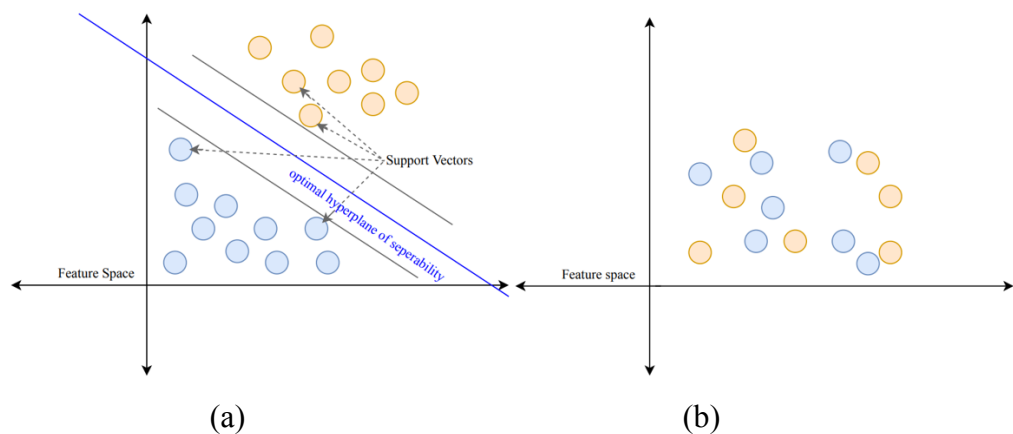 Support Vectors
optimal hyperplane of seperability
Feature Space
Feature space
(a)
(b)